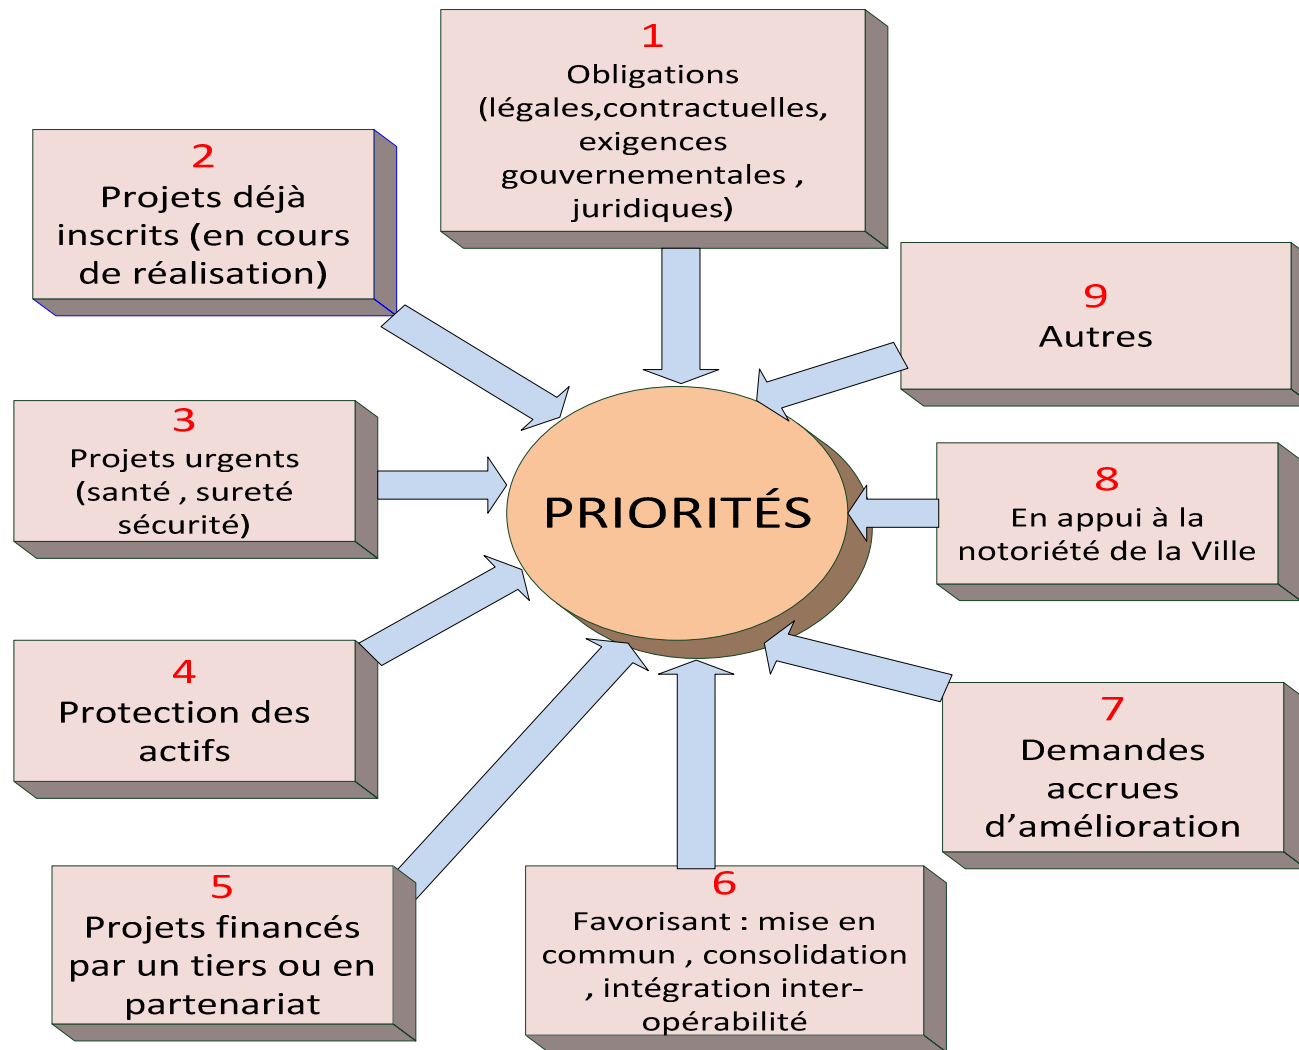 1
Obligations
(légales,contractuelles,
exigences
gouvernementales ,
juridiques)
2
Projets déjà
inscrits (en cours
de réalisation)
3
Projets urgents
(santé , sureté
sécurité)
4
Protection des
actifs
5
Projets financés
par un tiers ou en
partenariat
6
Favorisant : mise en
commun , consolidation
, intégration inter-
opérabilité
7
Demandes
accrues
d’amélioration
8
En appui à la
notoriété de la Ville
9
Autres
PRIORITÉS